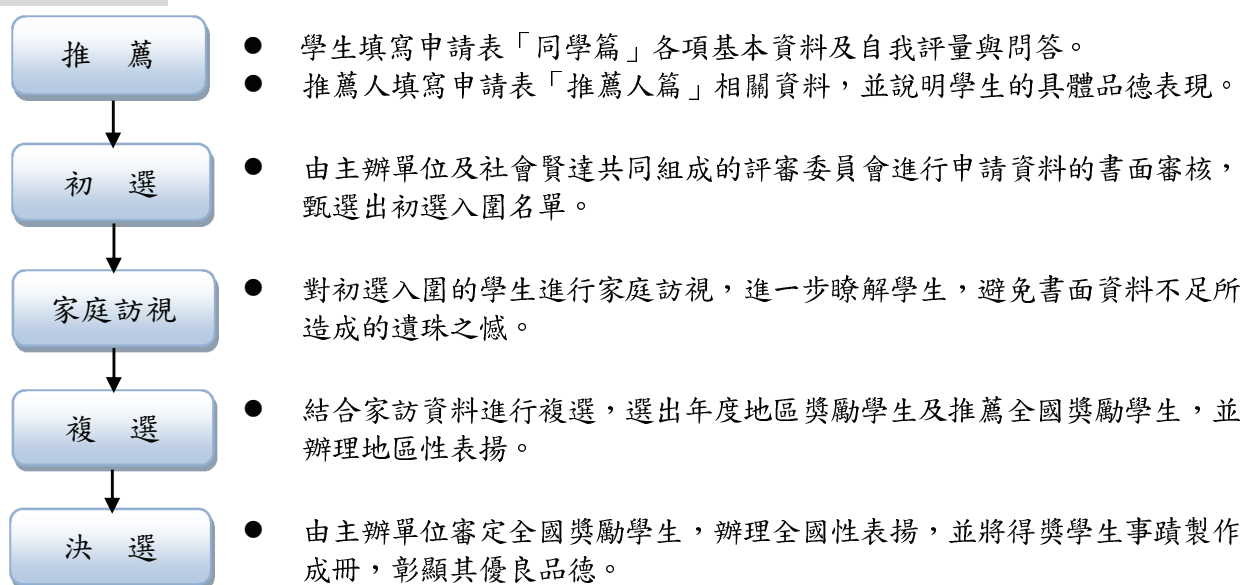 推 薦
● 學生填寫申請表「同學篇」各項基本資料及自我評量與問答。
● 推薦人填寫申請表「推薦人篇」相關資料，並說明學生的具體品德表現。
初 選
● 由主辦單位及社會賢達共同組成的評審委員會進行申請資料的書面審核，
甄選出初選入圍名單。
家庭訪視
● 對初選入圍的學生進行家庭訪視，進一步瞭解學生，避免書面資料不足所
造成的遺珠之憾。
複 選
● 結合家訪資料進行複選，選出年度地區獎勵學生及推薦全國獎勵學生，並
辦理地區性表揚。
決 選
● 由主辦單位審定全國獎勵學生，辦理全國性表揚，並將得獎學生事蹟製作
成冊，彰顯其優良品德。